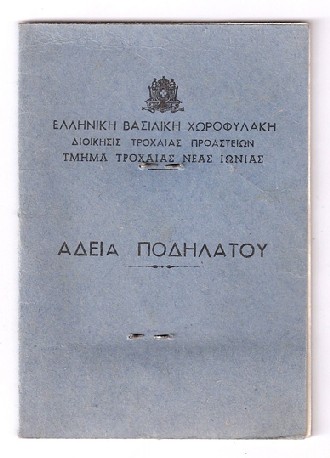 ΕΛΛΗΝΙΚΗ ΒΑΣΙΛΙΚΗ ΧΩΡΟΦΥΛΑΚΗ
ΔΙΟΙΚΗΣΙΣ ΤΡΟΧΑΙΑΣ ΠΡΟΑΣΤΕΙΩΝ
ΤΜΗΜΑ ΤΡΟΧΑΙΑΣ ΝΕΑΣ ΙΩΝΙΑΣ
ΑΔΕΙΑ ΠΟΔΗΛΑΤΟΥ